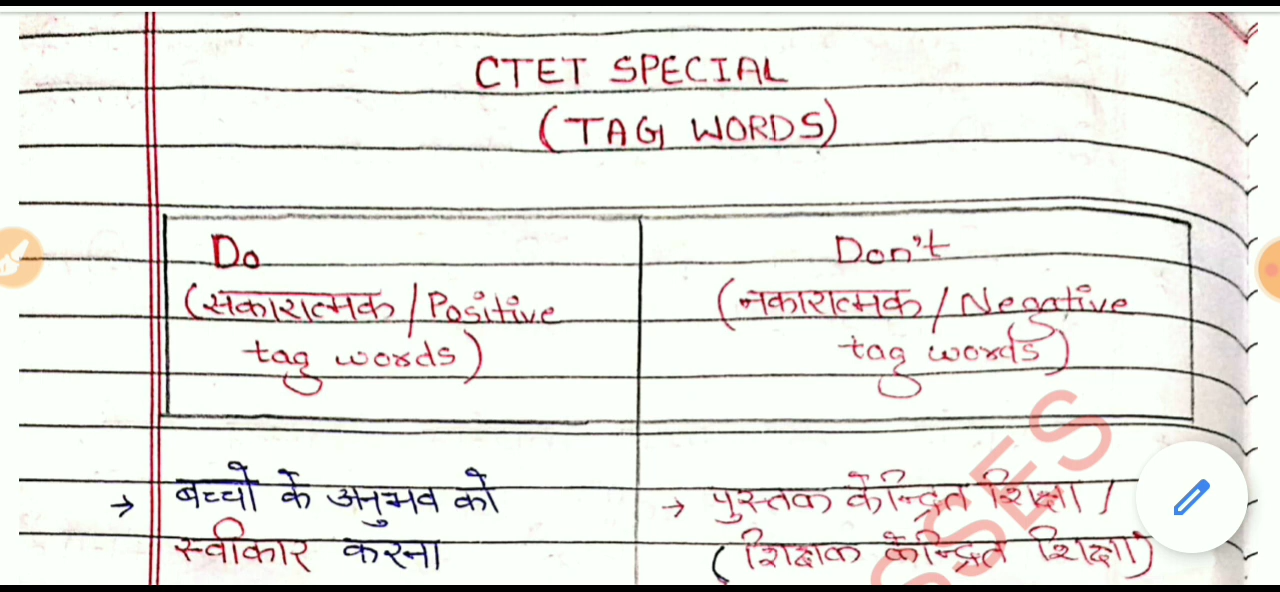 CTET SPECIAL
(TAG WORDS)
Do
(सकारात्मक / Positive
tag words)
Don't
(नकारात्मक / Negative
tag words)
→ बच्चो के अनुभव को
स्वीकार करना
→ पुस्तक केन्द्रित शिक्षा /
(शिक्षक केन्द्रित शिक्षा)
SSES